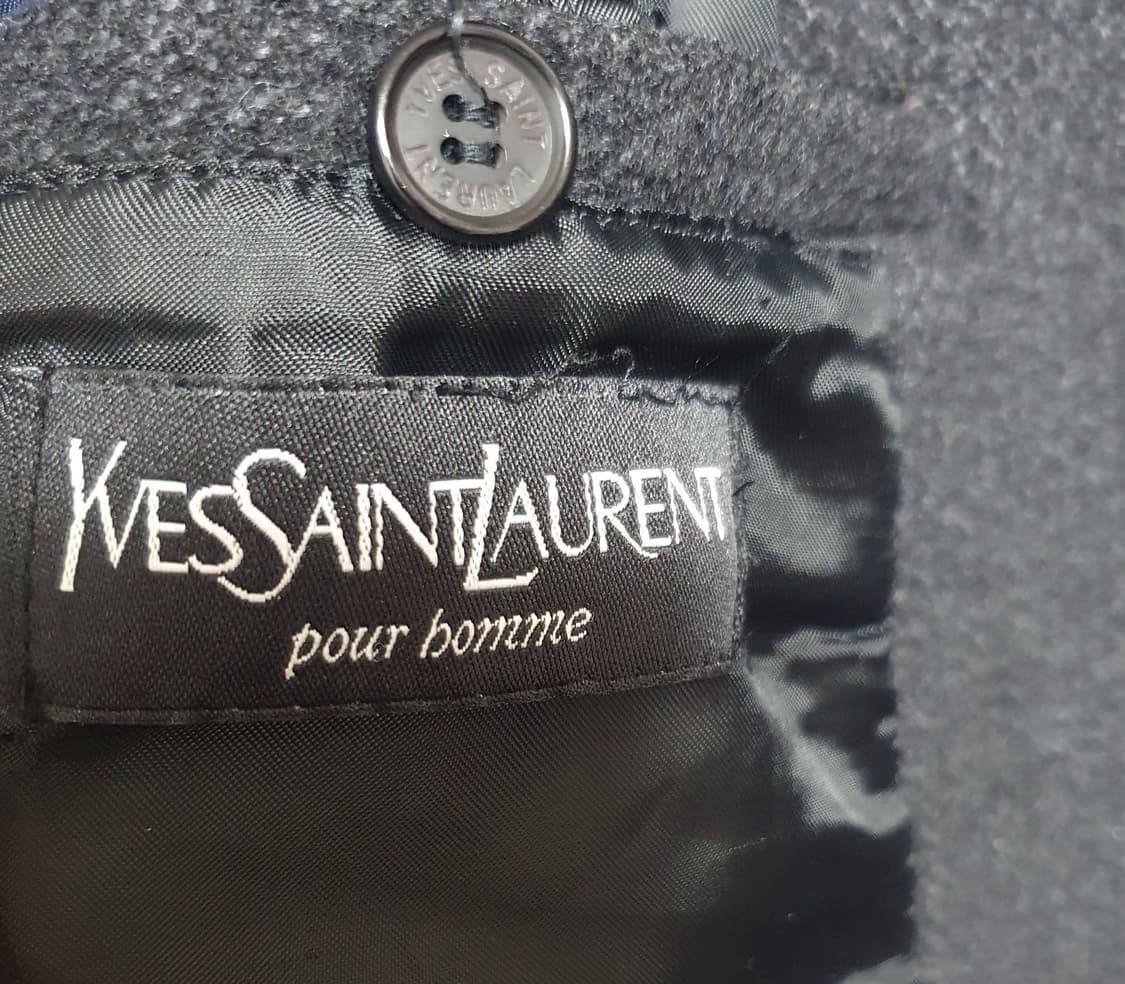 YVES SAINT LAURENT
YVESSAINTLAURENT
pour homme